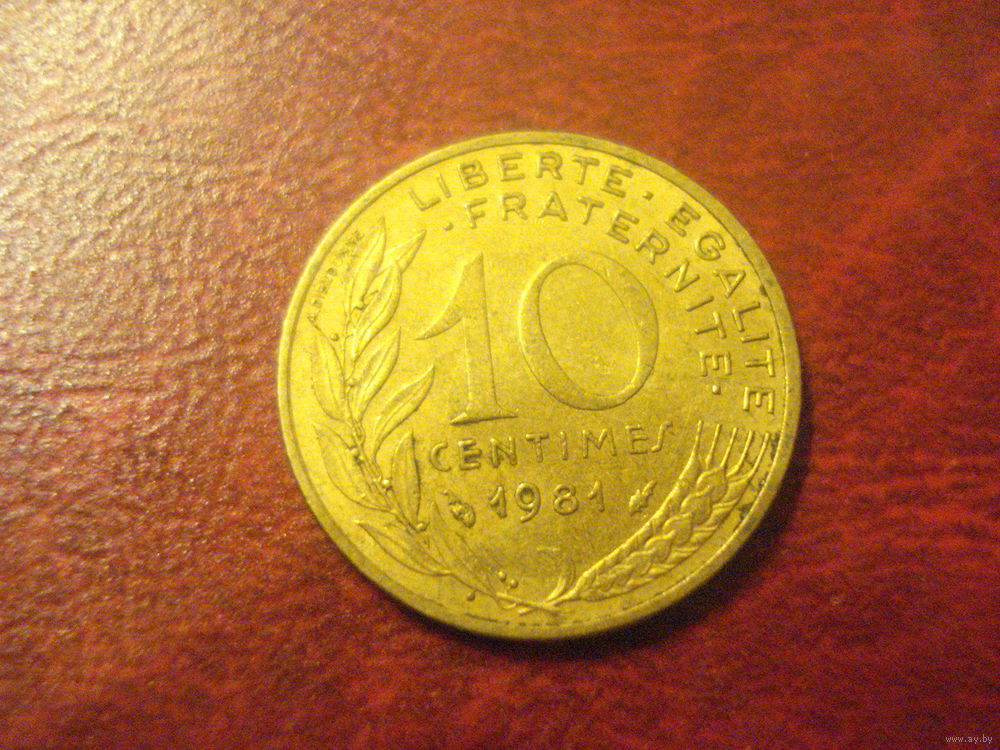 LIBERTE · EGALITE
· FRATERNITE ·
10
CENTIMES
1981
www.ay.by